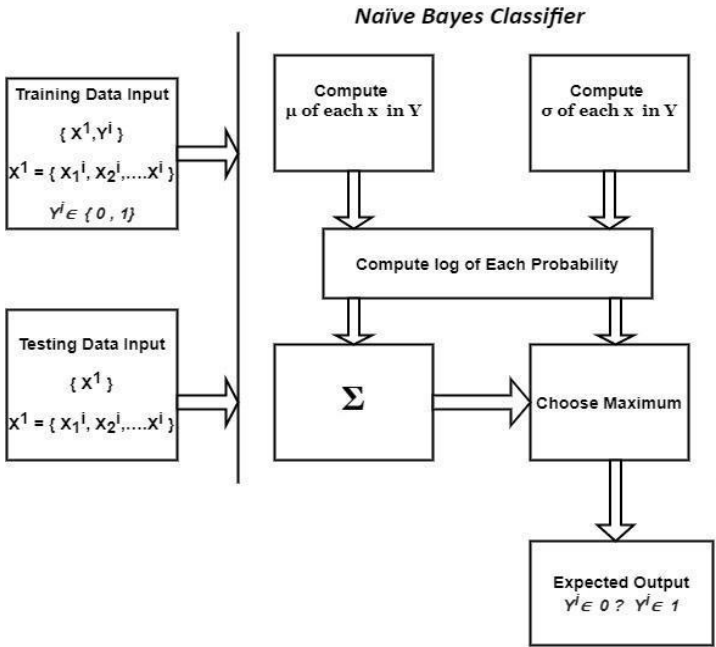 Naïve Bayes Classifier
Training Data Input
{ X¹,Yⁱ }
X¹ = { X₁ⁱ, X₂ⁱ,....Xⁱ }
Yⁱ ∈ { 0 , 1}
Testing Data Input
{ X¹ }
X¹ = { X₁ⁱ, X₂ⁱ,....Xⁱ }
Compute
μ of each x in Y
Compute
σ of each x in Y
Compute log of Each Probability
Σ
Choose Maximum
Expected Output
Yⁱ∈ 0 ? Yⁱ∈ 1